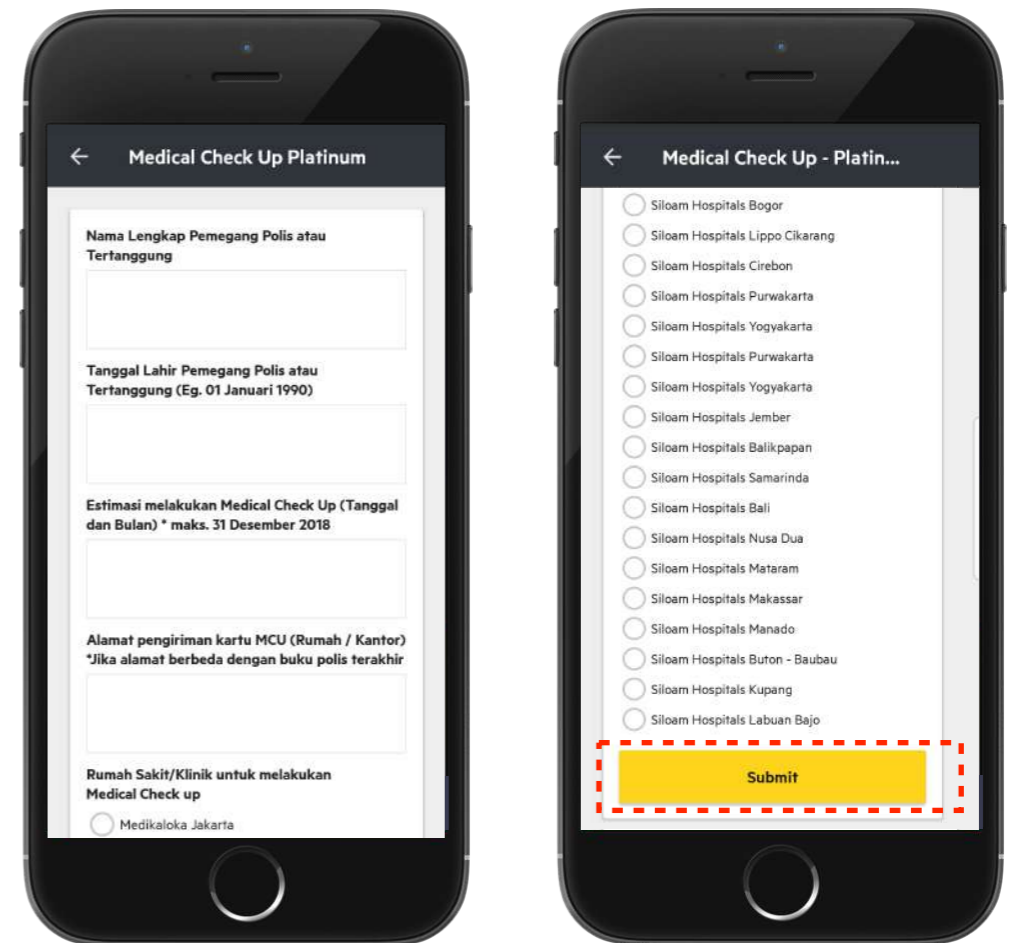 Medical Check Up Platinum
Nama Lengkap Pemegang Polis atau
Tertanggung
Tanggal Lahir Pemegang Polis atau
Tertanggung (Eg. 01 Januari 1990)
Estimasi melakukan Medical Check Up (Tanggal
dan Bulan) * maks. 31 Desember 2018
Alamat pengiriman kartu MCU (Rumah / Kantor)
*Jika alamat berbeda dengan buku polis terakhir
Rumah Sakit/Klinik untuk melakukan
Medical Check up
Medikaloka Jakarta
Medical Check Up - Platin...
Siloam Hospitals Bogor
Siloam Hospitals Lippo Cikarang
Siloam Hospitals Cirebon
Siloam Hospitals Purwakarta
Siloam Hospitals Yogyakarta
Siloam Hospitals Purwakarta
Siloam Hospitals Yogyakarta
Siloam Hospitals Jember
Siloam Hospitals Balikpapan
Siloam Hospitals Samarinda
Siloam Hospitals Bali
Siloam Hospitals Nusa Dua
Siloam Hospitals Mataram
Siloam Hospitals Makassar
Siloam Hospitals Manado
Siloam Hospitals Buton - Baubau
Siloam Hospitals Kupang
Siloam Hospitals Labuan Bajo
Submit